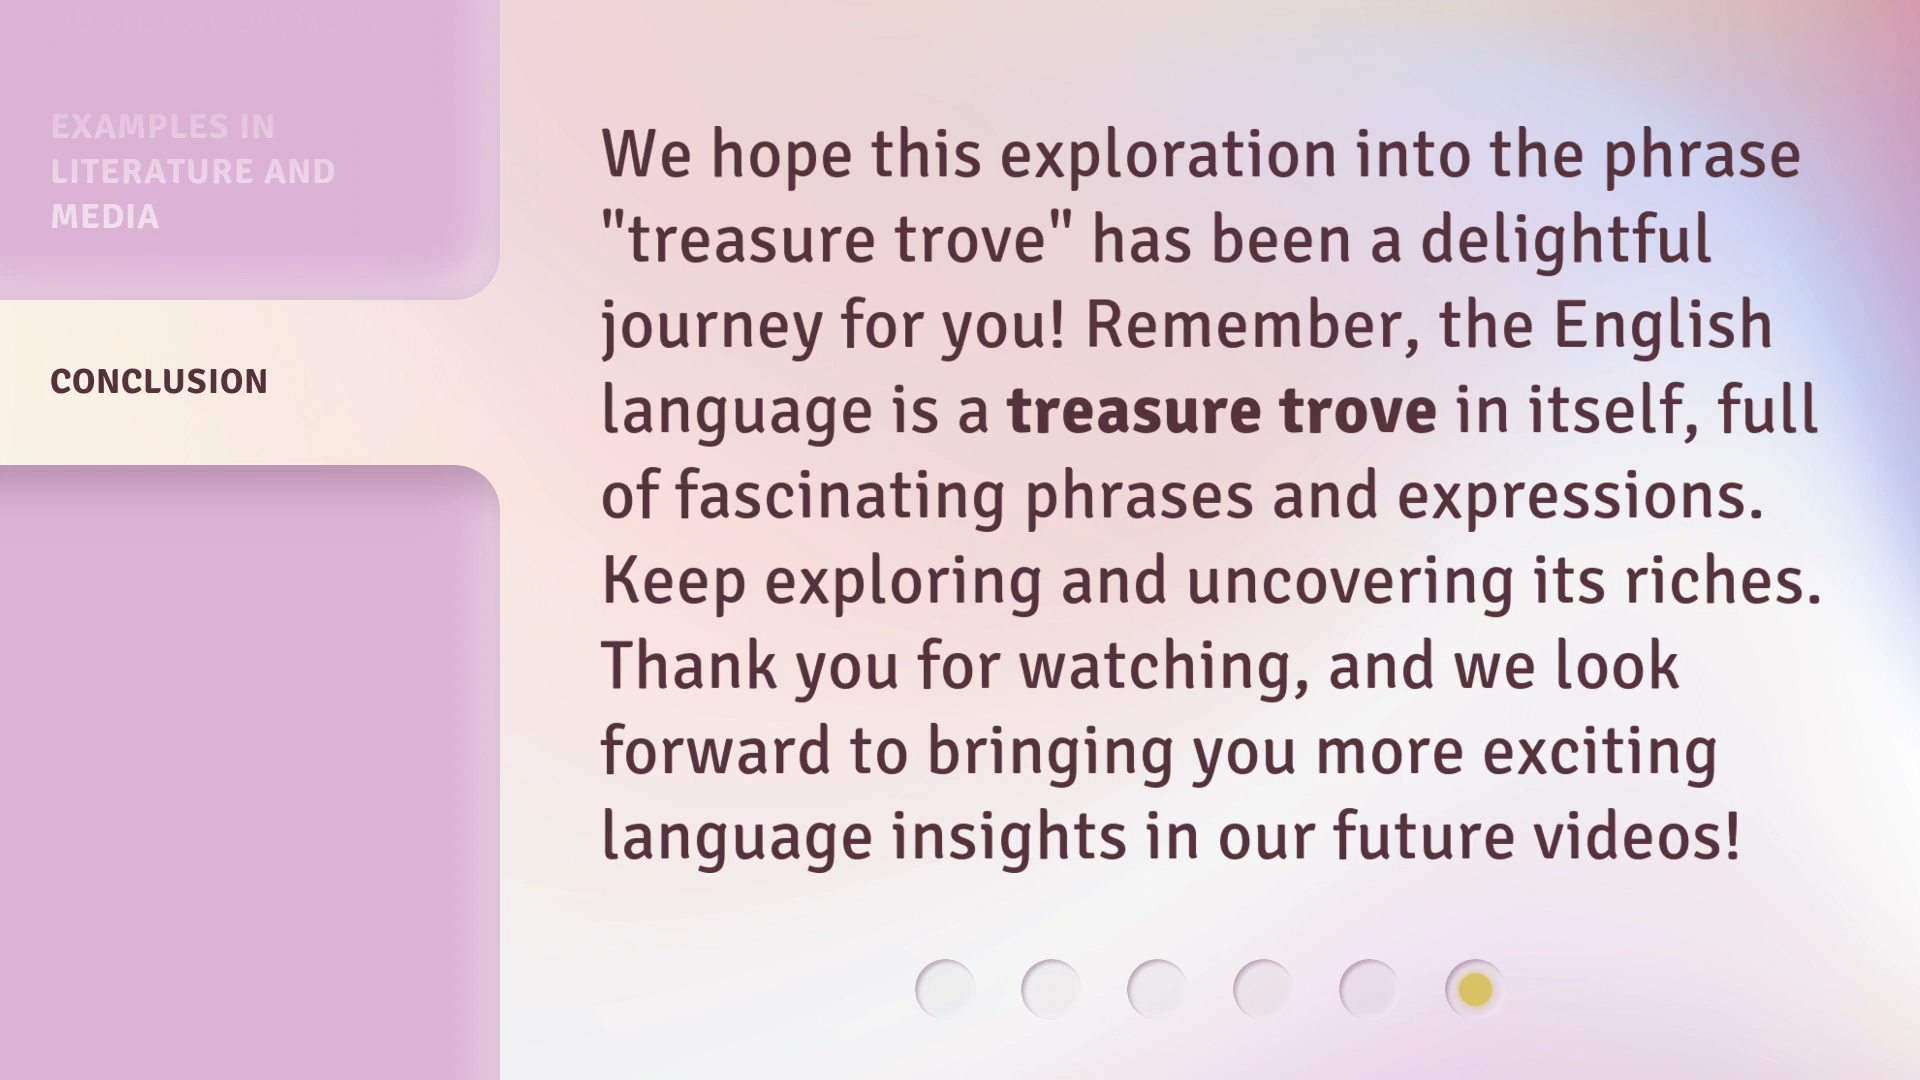 EXAMPLES IN
LITERATURE AND
MEDIA
CONCLUSION
We hope this exploration into the phrase
"treasure trove" has been a delightful
journey for you! Remember, the English
language is a treasure trove in itself, full
of fascinating phrases and expressions.
Keep exploring and uncovering its riches.
Thank you for watching, and we look
forward to bringing you more exciting
language insights in our future videos!